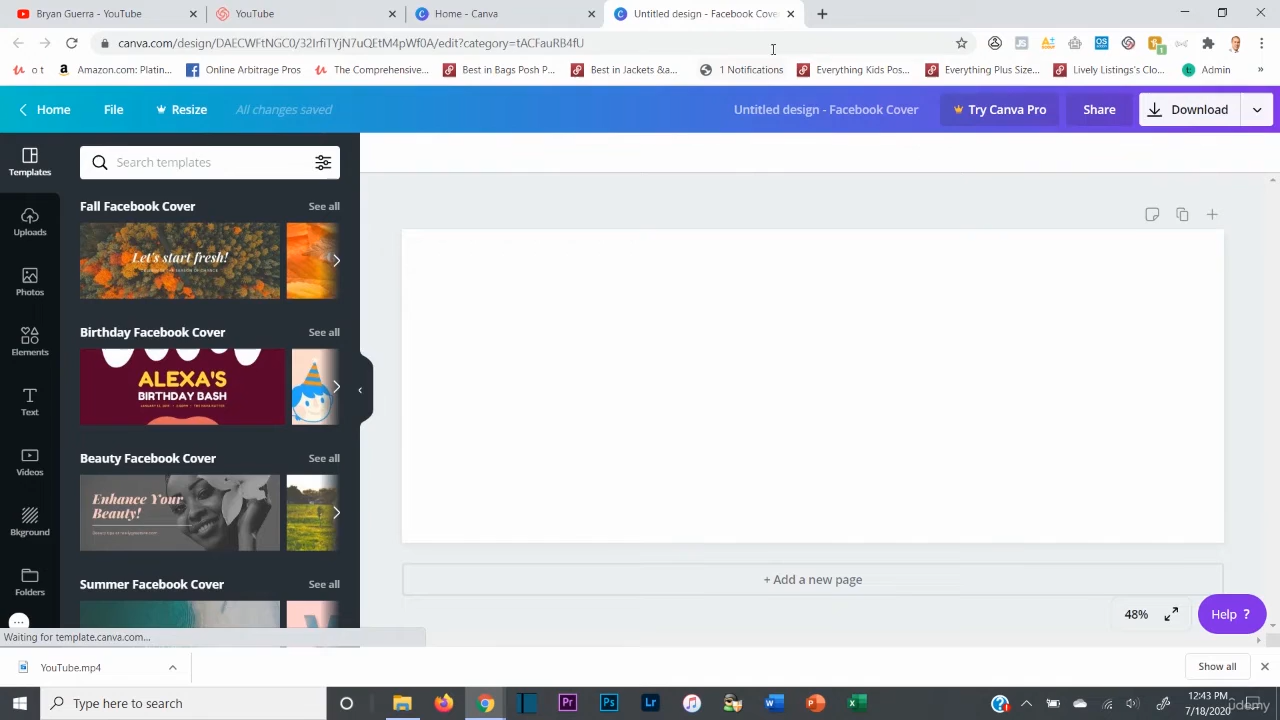 Bryan Guerra - YouTube
YouTube
Home - Canva
Untitled design - Facebook Cove
canva.com/design/DAECWFtNGC0/32IrfiTYjN7uQEtM4pWf0A/edit?category=tACFauRB4fU
o t
Amazon.com: Platin...
Online Arbitrage Pros
The Comprehensive...
Best in Bags Posh P...
Best in Jackets &a...
1 Notifications
Everything Kids Pos...
Everything Plus Size...
Lively Listings's Clo...
Admin
Home
File
Resize
All changes saved
Untitled design - Facebook Cover
Try Canva Pro
Share
Download
Templates
Uploads
Photos
Elements
Text
Videos
Bkground
Folders
Search templates
Fall Facebook Cover
See all
Let's start fresh!
Birthday Facebook Cover
See all
ALEXA'S
BIRTHDAY BASH
Beauty Facebook Cover
See all
Enhance Your
Beauty!
Summer Facebook Cover
See all
+ Add a new page
48%
Help ?
Waiting for template.canva.com...
YouTube.mp4
Show all
Type here to search
12:43 PM
7/18/2020
udemy